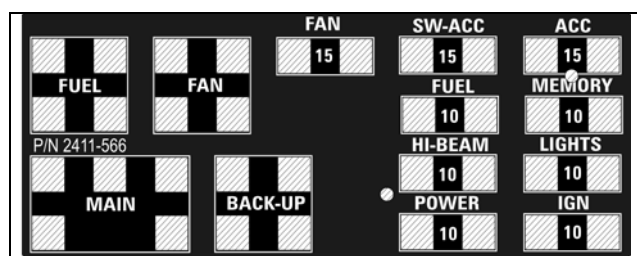 FAN SW-ACC ACC
15 15 15
FUEL FAN FUEL MEMORY
10 10
P/N 2411-566 HI-BEAM LIGHTS
10 10
MAIN BACK-UP POWER IGN
10 10